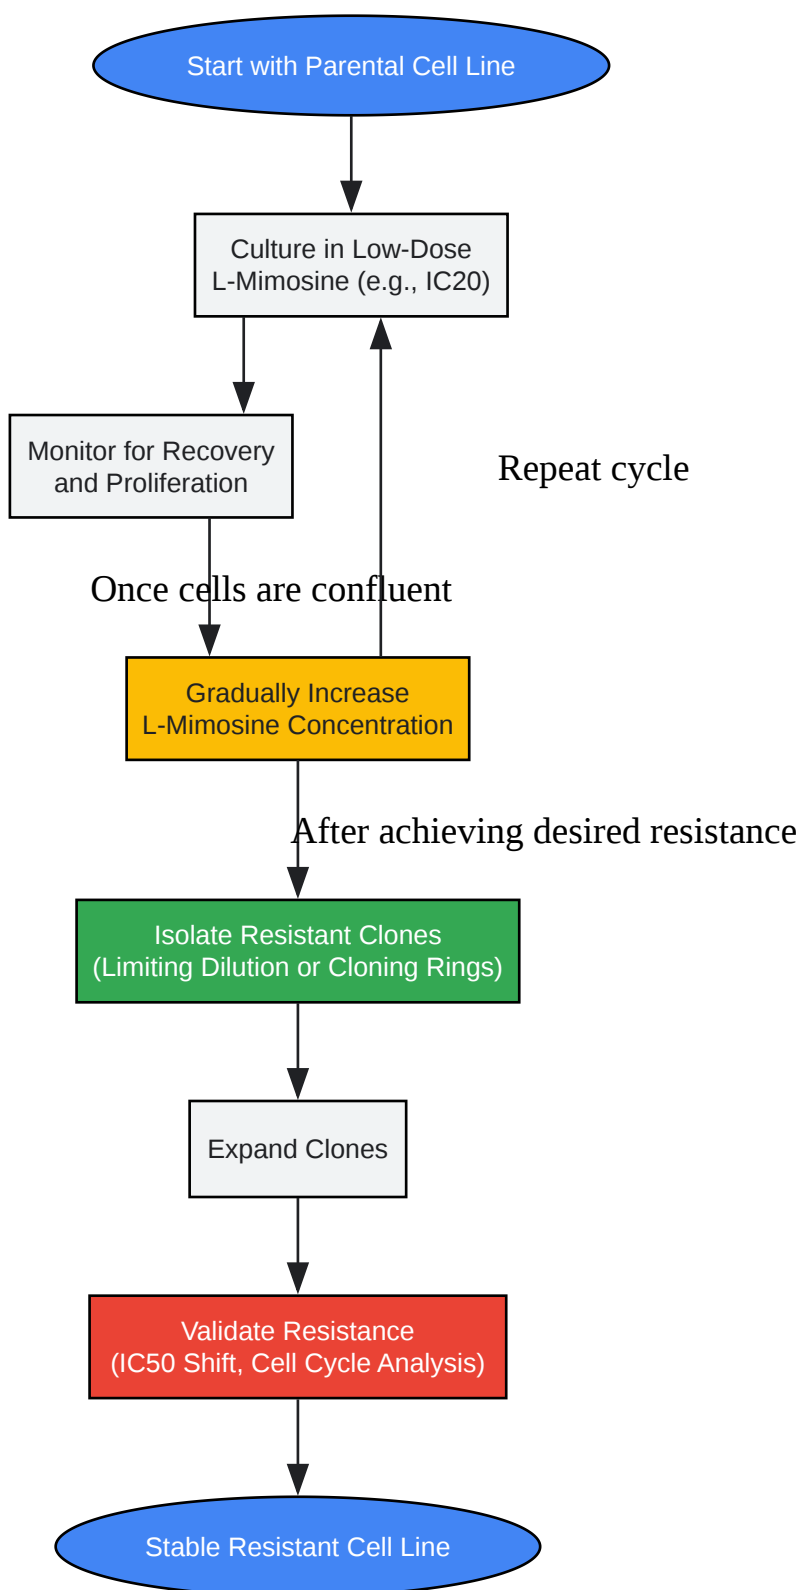 Start with Parental Cell Line
Culture in Low-Dose
L-Mimosine (e.g., IC20)
Monitor for Recovery
and Proliferation
Repeat cycle
Once cells are confluent
Gradually Increase
L-Mimosine Concentration
After achieving desired resistance
Isolate Resistant Clones
(Limiting Dilution or Cloning Rings)
Expand Clones
Validate Resistance
(IC50 Shift, Cell Cycle Analysis)
Stable Resistant Cell Line